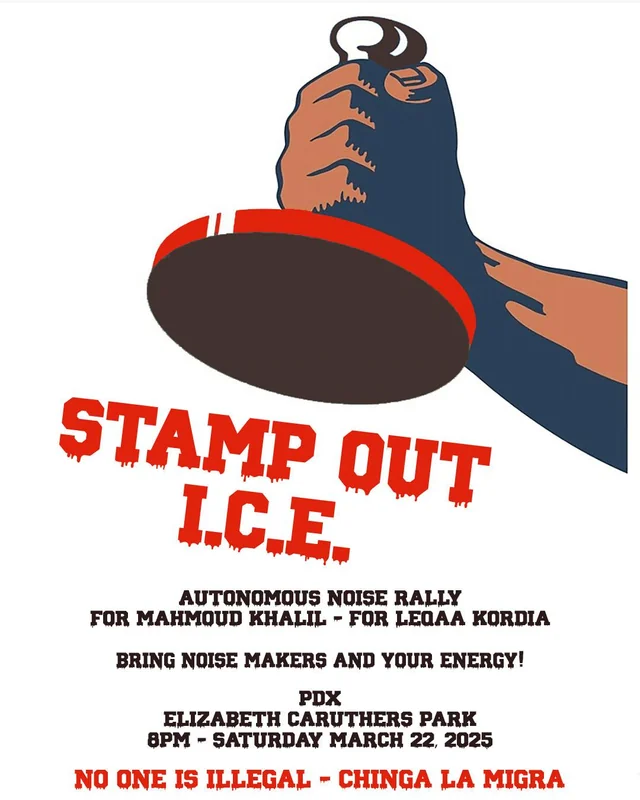 STAMP OUT
I.C.E.
AUTONOMOUS NOISE RALLY
FOR MAHMOUD KHALIL - FOR LEQAA KORDIA
BRING NOISE MAKERS AND YOUR ENERGY!
PDX
ELIZABETH CARUTHERS PARK
8PM - SATURDAY MARCH 22, 2025
NO ONE IS ILLEGAL - CHINGA LA MIGRA